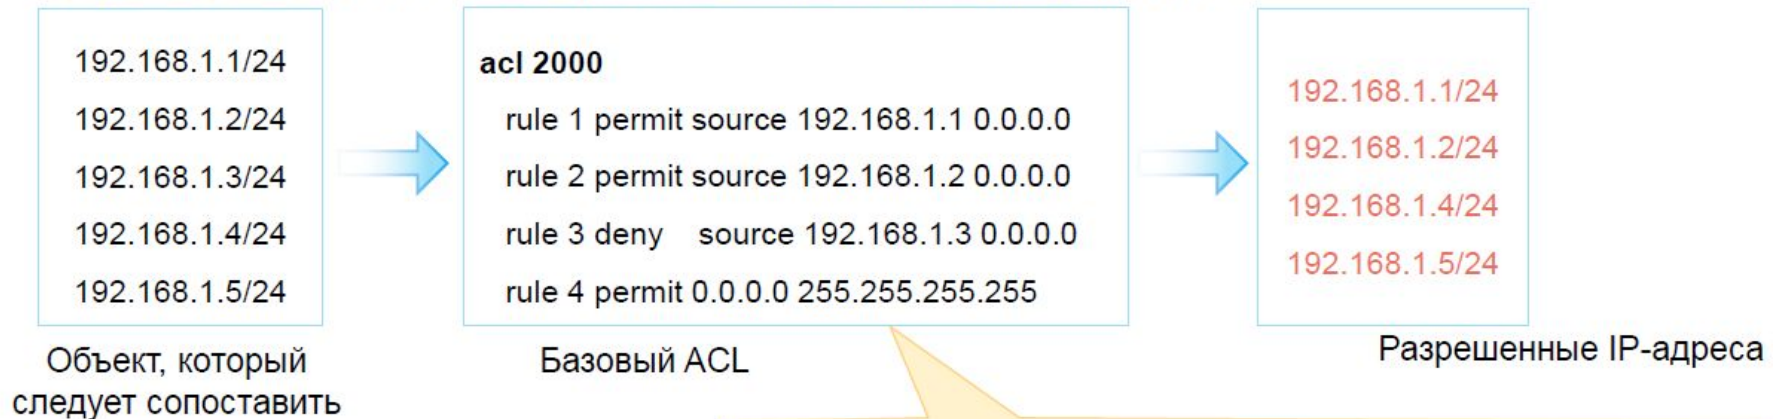 192.168.1.1/24
192.168.1.2/24
192.168.1.3/24
192.168.1.4/24
192.168.1.5/24
Объект, который
следует сопоставить
acl 2000
rule 1 permit source 192.168.1.1 0.0.0.0
rule 2 permit source 192.168.1.2 0.0.0.0
rule 3 deny source 192.168.1.3 0.0.0.0
rule 4 permit 0.0.0.0 255.255.255.255
Базовый ACL
192.168.1.1/24
192.168.1.2/24
192.168.1.4/24
192.168.1.5/24
Разрешенные IP-адреса